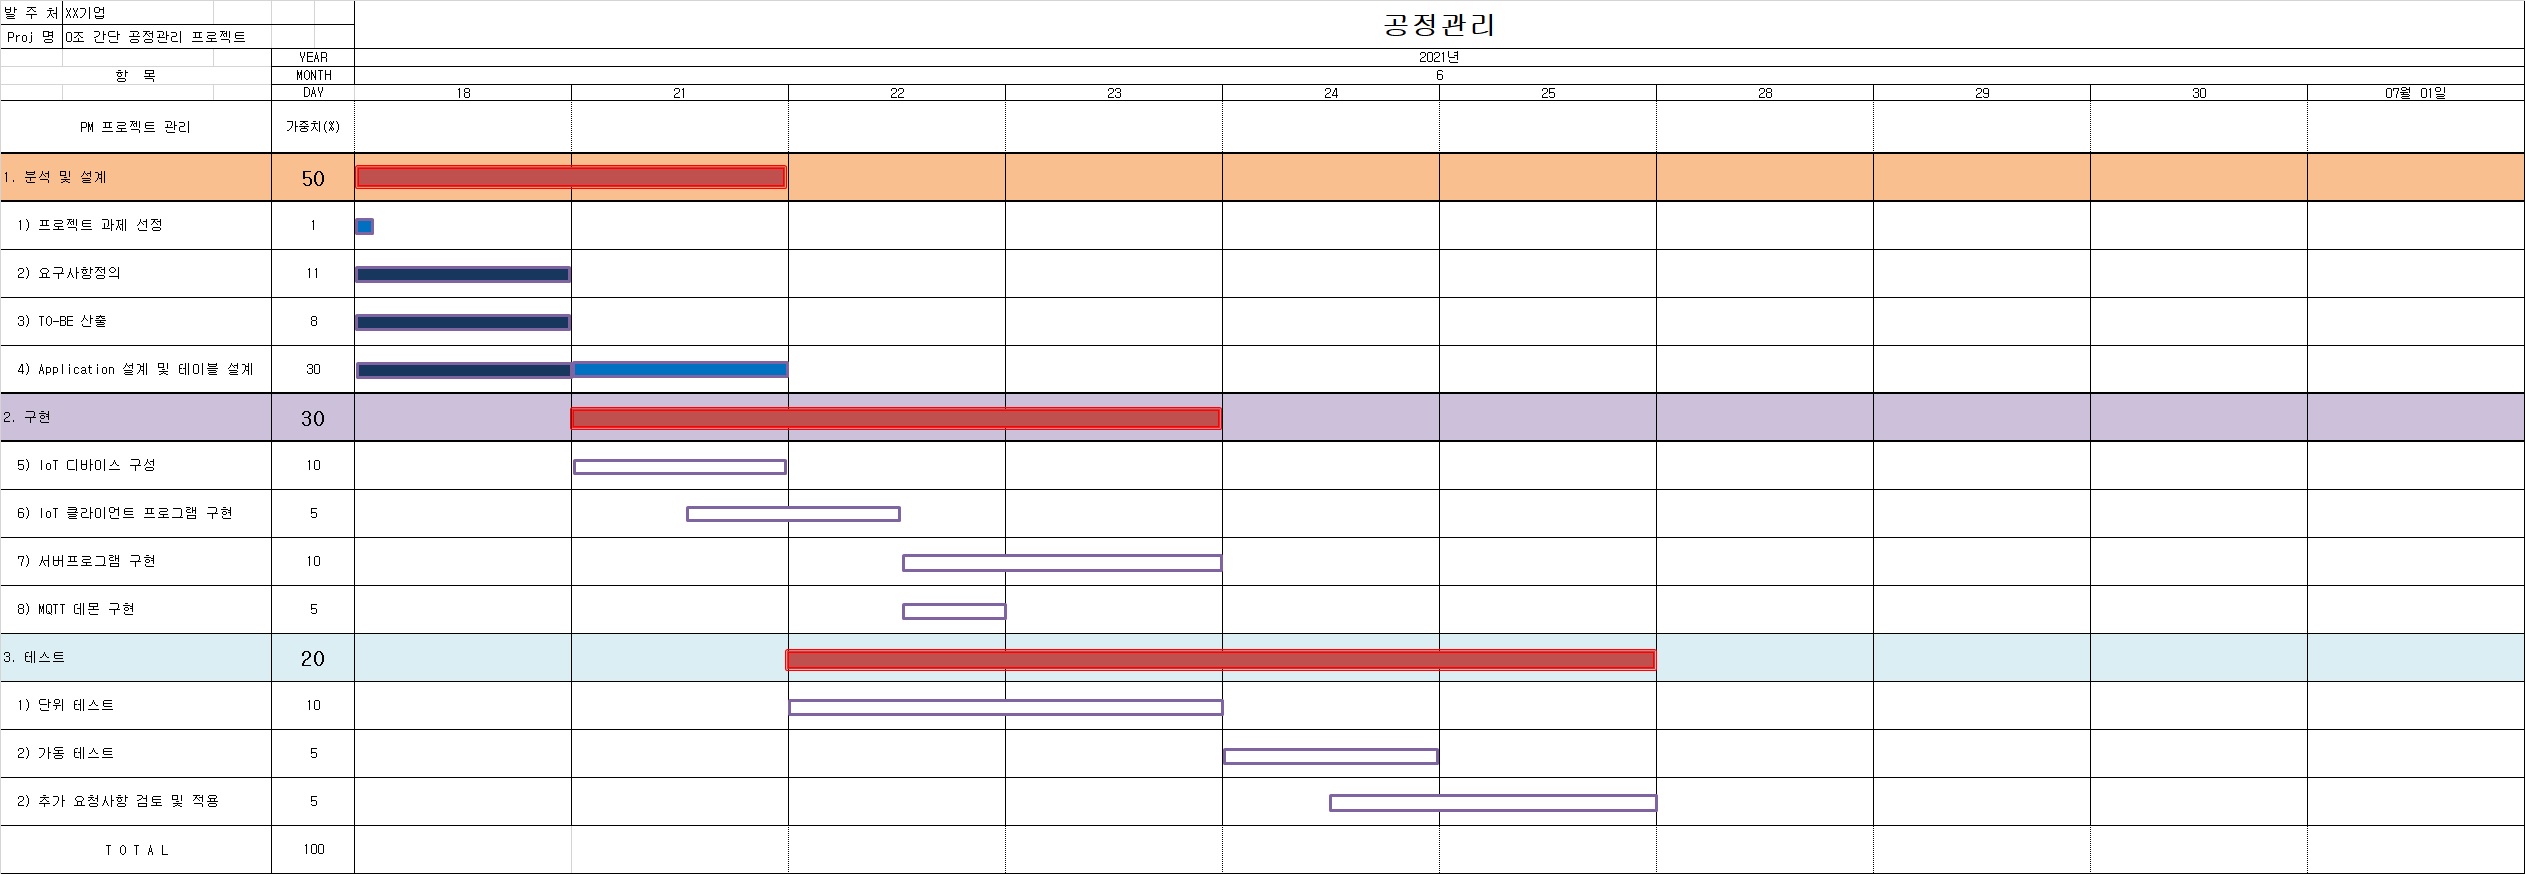 발 주 처 XX기업
공정관리
Proj 명 0조 간단 공정관리 프로젝트
YEAR 2021년
항 목 MONTH 6
DAY 18 21 22 23 24 25 28 29 30 07월 01일
PM 프로젝트 관리 가중치(%)
1. 분석 및 설계 50
1) 프로젝트 과제 선정 1
2) 요구사항정의 11
3) TO-BE 산출 8
4) Application 설계 및 테이블 설계 30
2. 구현 30
5) IoT 디바이스 구성 10
6) IoT 클라이언트 프로그램 구현 5
7) 서버프로그램 구현 10
8) MQTT 데몬 구현 5
3. 테스트 20
1) 단위 테스트 10
2) 가동 테스트 5
2) 추가 요청사항 검토 및 적용 5
T O T A L 100